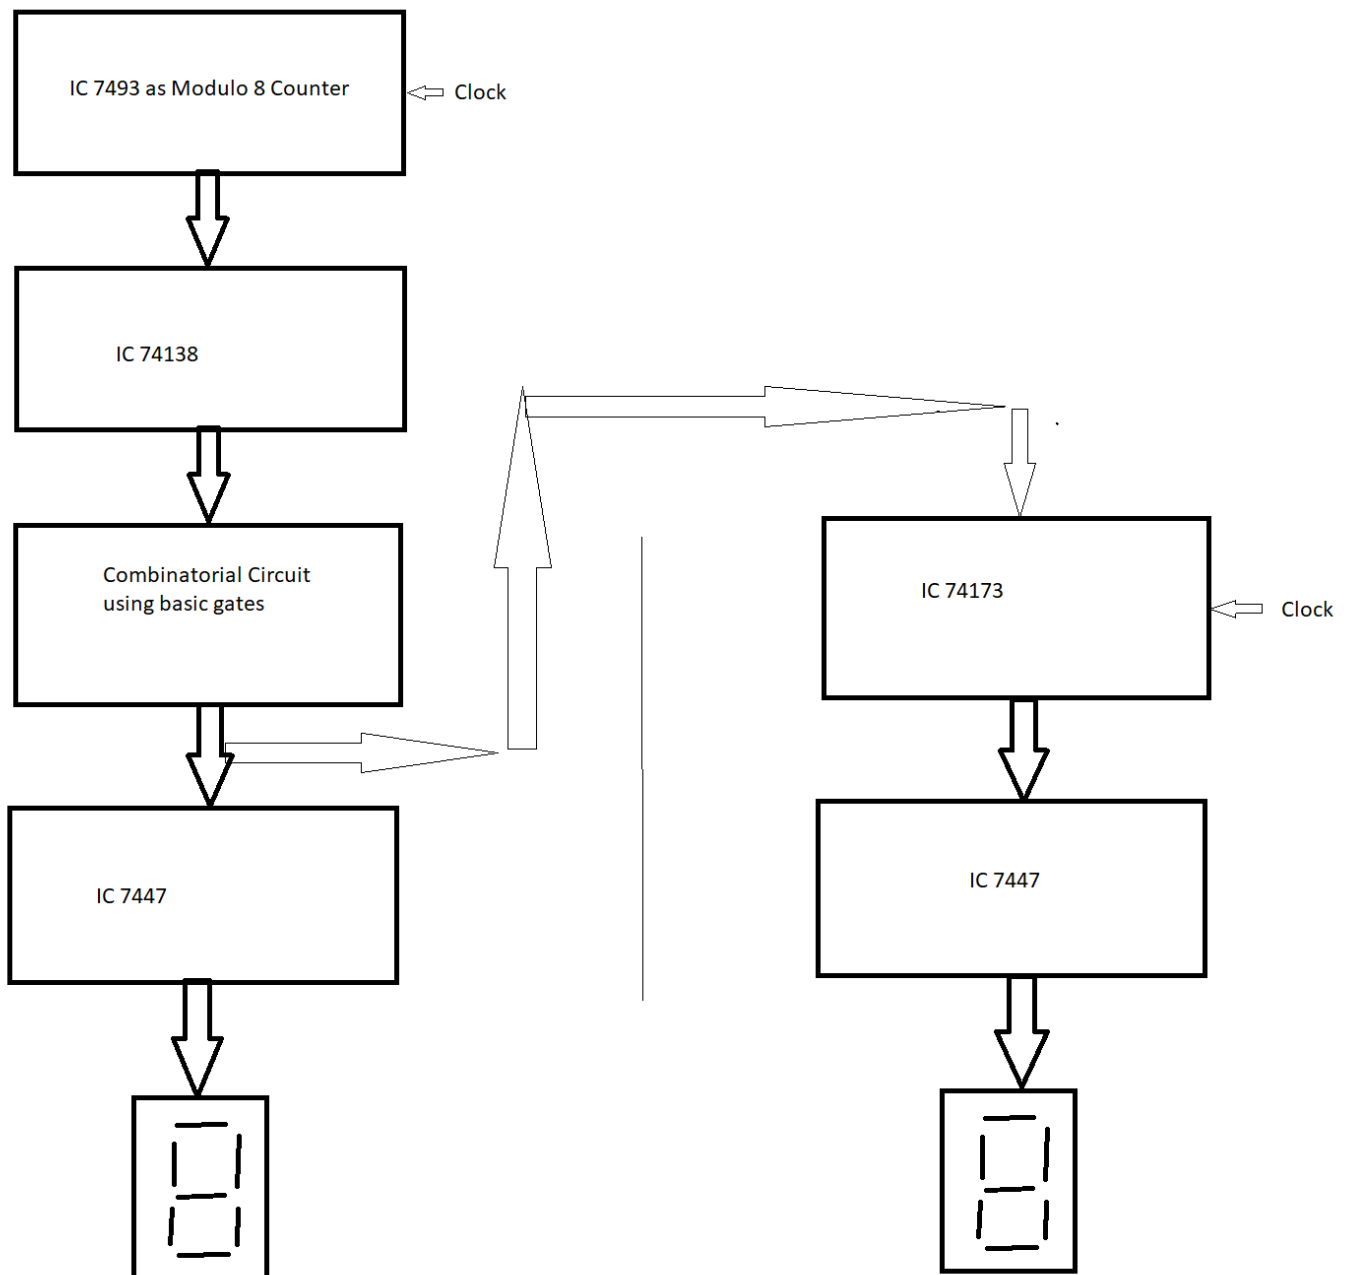 IC 7493 as Modulo 8 Counter
Clock
IC 74138
Combinatorial Circuit
using basic gates
IC 74173
Clock
IC 7447
IC 7447